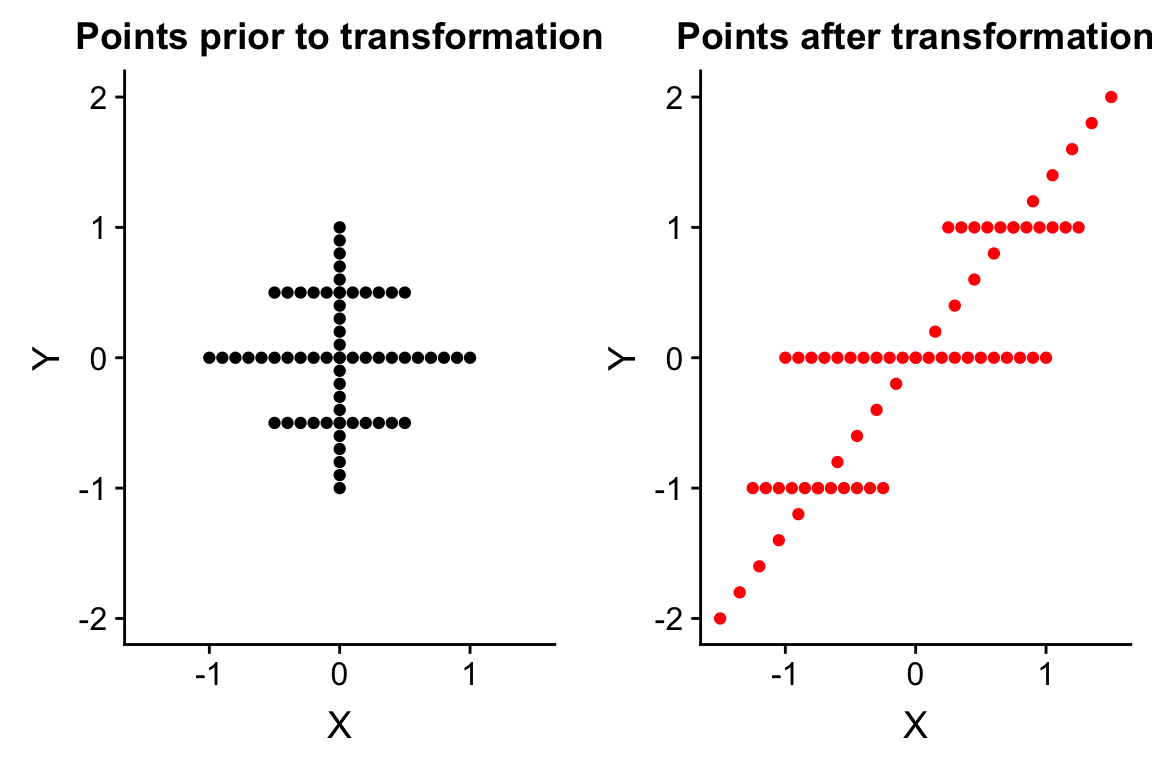 Points prior to transformation
2
1
0
-1
-2
Y
-1 0 1
X
Points after transformation
2
1
0
-1
-2
Y
-1 0 1
X